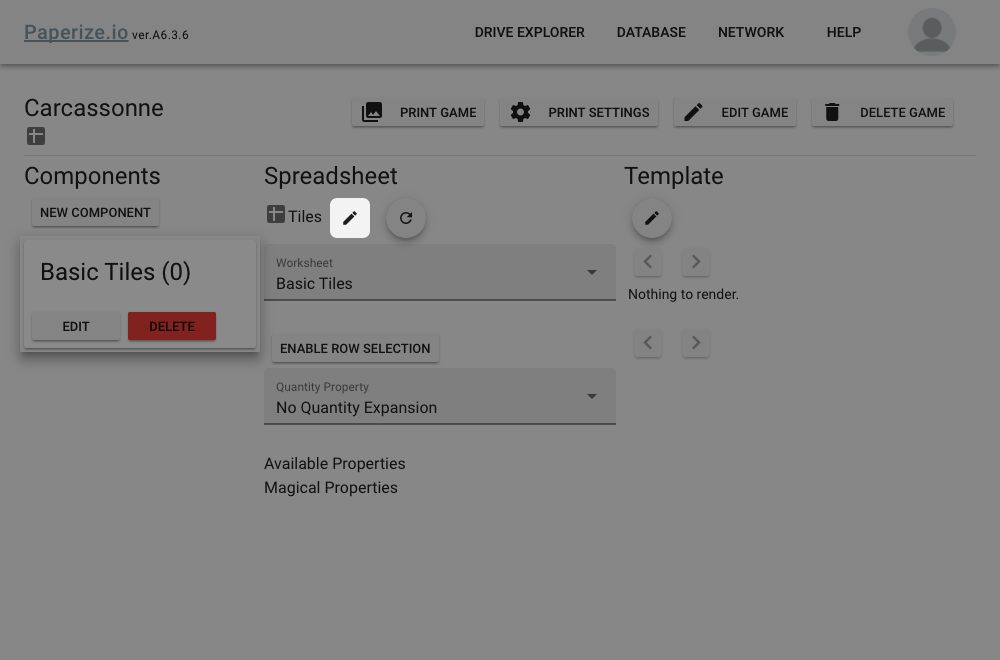 Paperize.io ver.A6.3.6
DRIVE EXPLORER DATABASE NETWORK HELP
Carcassonne
PRINT GAME PRINT SETTINGS EDIT GAME DELETE GAME
Components
NEW COMPONENT
Basic Tiles (0)
EDIT DELETE
Spreadsheet
Tiles
Worksheet
Basic Tiles
ENABLE ROW SELECTION
Quantity Property
No Quantity Expansion
Available Properties
Magical Properties
Template
Nothing to render.